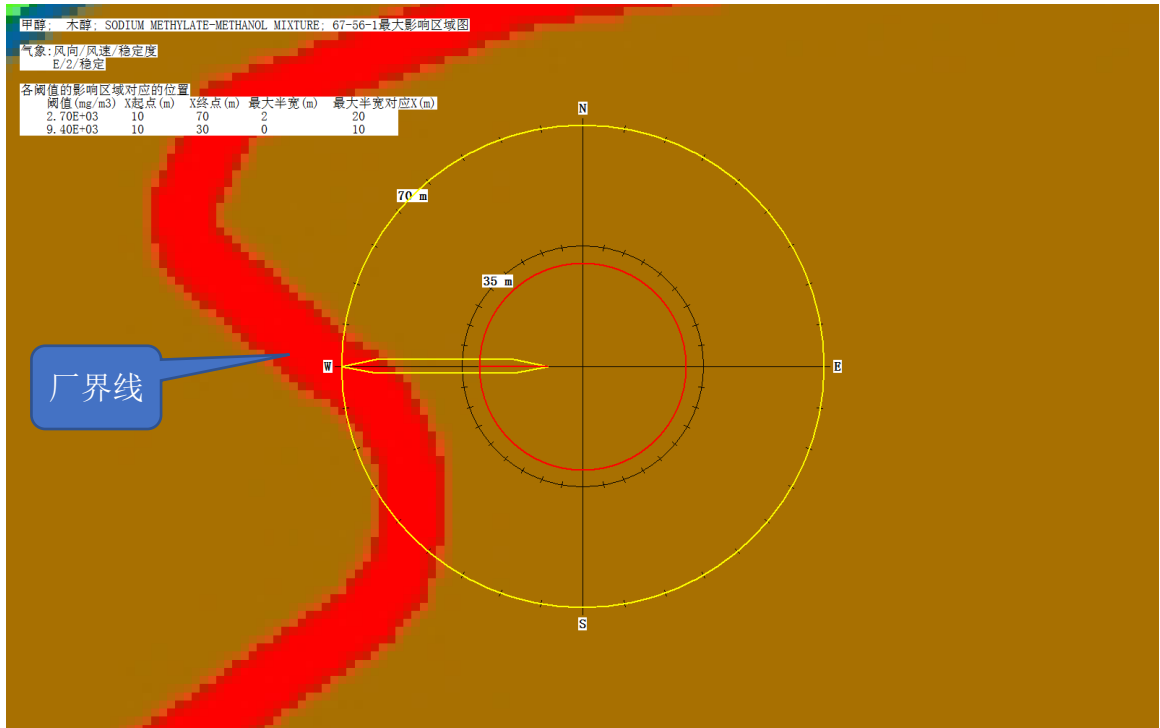 甲醇; 木醇; SODIUM METHYLATE-METHANOL MIXTURE; 67-56-1最大影响区域图
气象:风向/风速/稳定度
E/2/稳定
各阈值的影响区域对应的位置
阈值(mg/m3) X起点(m) X终点(m) 最大半宽(m) 最大半宽对应X(m)
2.70E+03 10 70 2 20
9.40E+03 10 30 0 10
N
70 m
35 m
W
E
厂界线
S